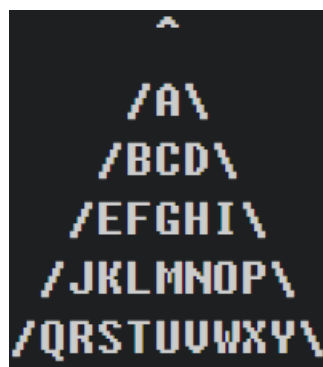 ^
/A\
/BCD\
/EFGHI\
/JKLMNOP\
/QRSTUVWXY\